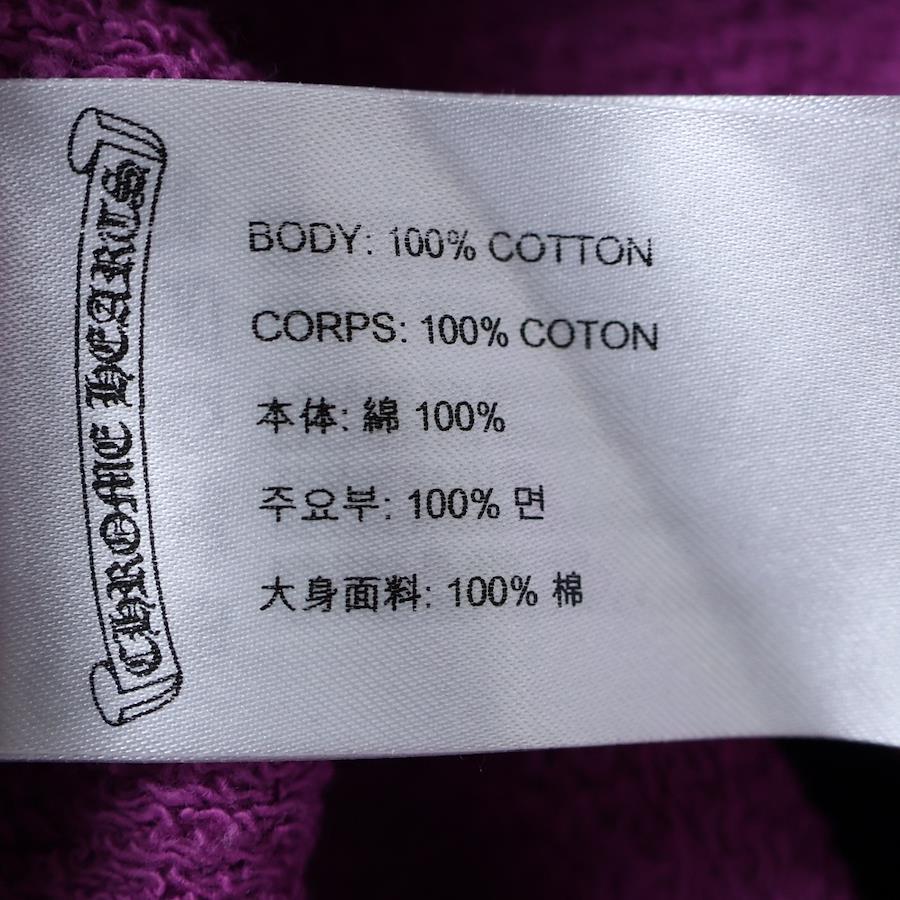 CHROME HEARTS
BODY: 100% COTTON
CORPS: 100% COTON
本体: 綿 100%
주요부: 100% 면
大身面料: 100% 棉